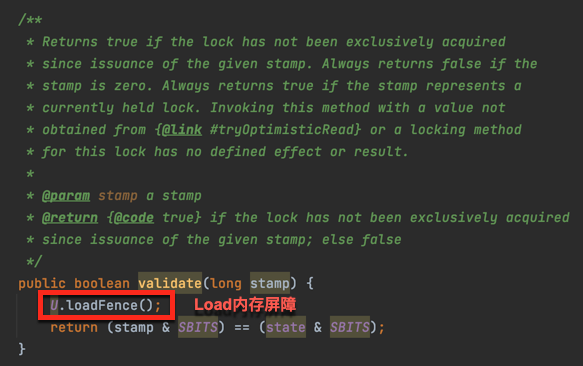 /**
* Returns true if the lock has not been exclusively acquired
* since issuance of the given stamp. Always returns false if the
* stamp is zero. Always returns true if the stamp represents a
* currently held lock. Invoking this method with a value not
* obtained from {@link #tryOptimisticRead} or a locking method
* for this lock has no defined effect or result.
*
* @param stamp a stamp
* @return {@code true} if the lock has not been exclusively acquired
* since issuance of the given stamp; else false
*/
public boolean validate(long stamp) {
U.loadFence(); Load内存屏障
return (stamp & SBITS) == (state & SBITS);
}